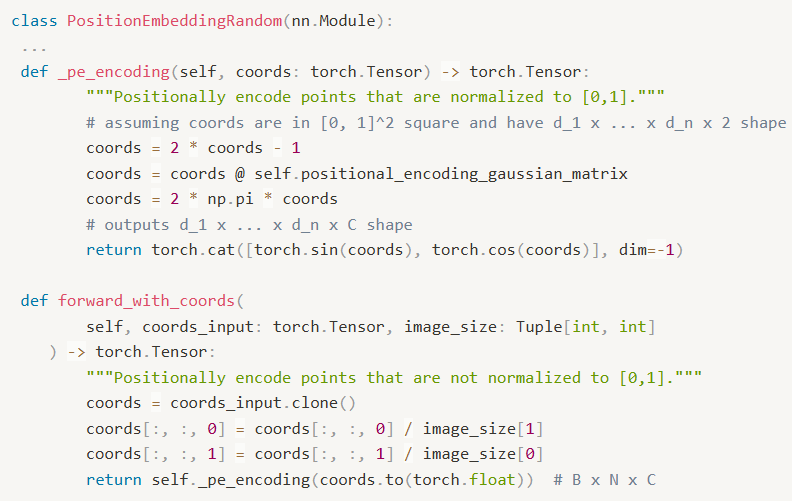 class PositionEmbeddingRandom(nn.Module):
 ...
 def _pe_encoding(self, coords: torch.Tensor) -> torch.Tensor:
        """Positionally encode points that are normalized to [0,1]."""
        # assuming coords are in [0, 1]^2 square and have d_1 x ... x d_n x 2 shape
        coords = 2 * coords - 1
        coords = coords @ self.positional_encoding_gaussian_matrix
        coords = 2 * np.pi * coords
        # outputs d_1 x ... x d_n x C shape
        return torch.cat([torch.sin(coords), torch.cos(coords)], dim=-1)

 def forward_with_coords(
        self, coords_input: torch.Tensor, image_size: Tuple[int, int]
    ) -> torch.Tensor:
        """Positionally encode points that are not normalized to [0,1]."""
        coords = coords_input.clone()
        coords[:, :, 0] = coords[:, :, 0] / image_size[1]
        coords[:, :, 1] = coords[:, :, 1] / image_size[0]
        return self._pe_encoding(coords.to(torch.float))  # B x N x C